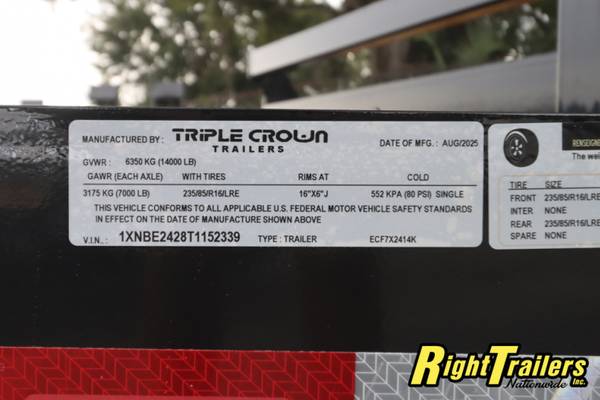 MANUFACTURED BY : TRIPLE CROWN TRAILERS DATE OF MFG. : AUG/2025
GVWR : 6350 KG (14000 LB)
GAWR (EACH AXLE) WITH TIRES RIMS AT COLD
3175 KG (7000 LB) 235/85/R16/LRE 16"X6"J 552 KPA (80 PSI) SINGLE
THIS VEHICLE CONFORMS TO ALL APPLICABLE U.S. FEDERAL MOTOR VEHICLE SAFETY STANDARDS
IN EFFECT ON THE DATE OF MANUFACTURE SHOWN ABOVE
V.I.N. : 1XNBE2428T1152339 TYPE : TRAILER ECF7X2414K
RENSEIGNE
The wei
TIRE SIZE
FRONT 235/85/R16/LRE
INTER NONE
REAR 235/85/R16/LRE
SPARE NONE
RightTrailers
Nationwide Inc.